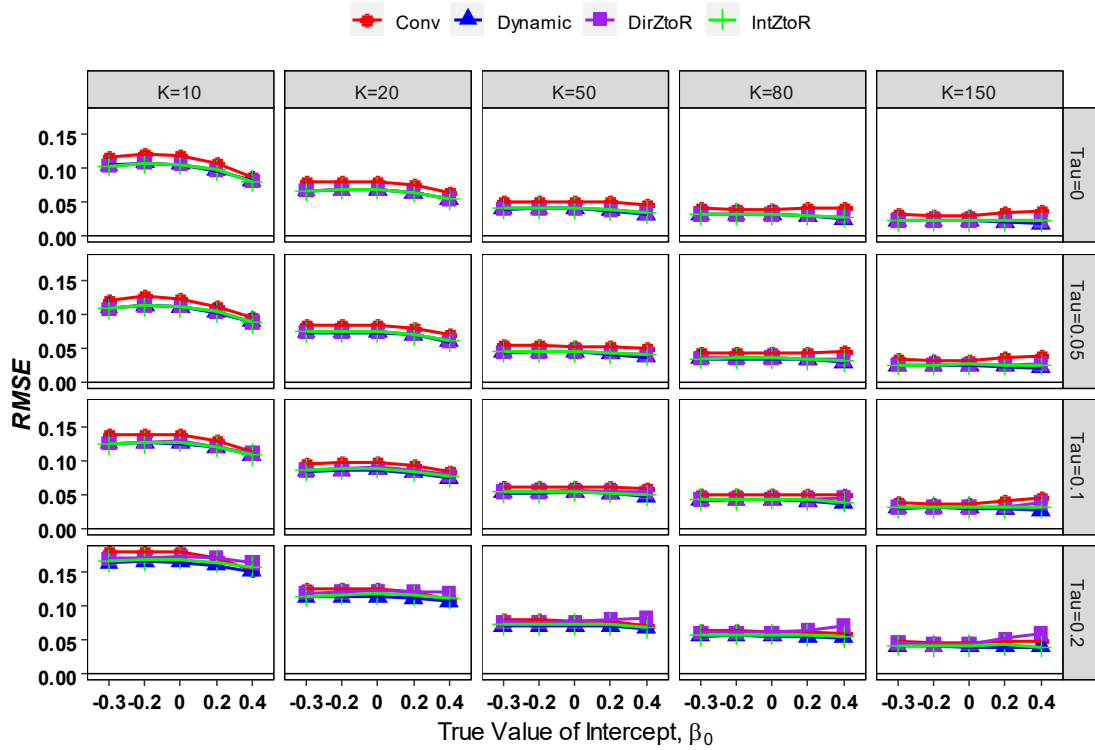 Conv Dynamic DirZtoR IntZtoR
K=10 K=20 K=50 K=80 K=150
0.15
0.10
0.05
0.00
Tau=0
0.15
0.10
0.05
0.00
Tau=0.05
0.15
0.10
0.05
0.00
Tau=0.1
0.15
0.10
0.05
0.00
Tau=0.2
RMSE
-0.3 -0.2 0 0.2 0.4 -0.3 -0.2 0 0.2 0.4 -0.3 -0.2 0 0.2 0.4 -0.3 -0.2 0 0.2 0.4 -0.3 -0.2 0 0.2 0.4
True Value of Intercept, β₀